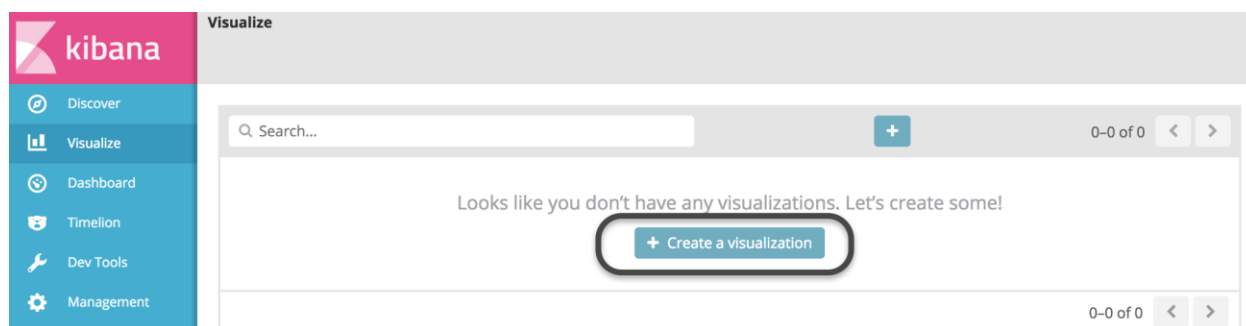 kibana
Discover
Visualize
Dashboard
Timelion
Dev Tools
Management
Visualize
Search...
+
0–0 of 0 < >
Looks like you don’t have any visualizations. Let’s create some!
+ Create a visualization
0–0 of 0 < >